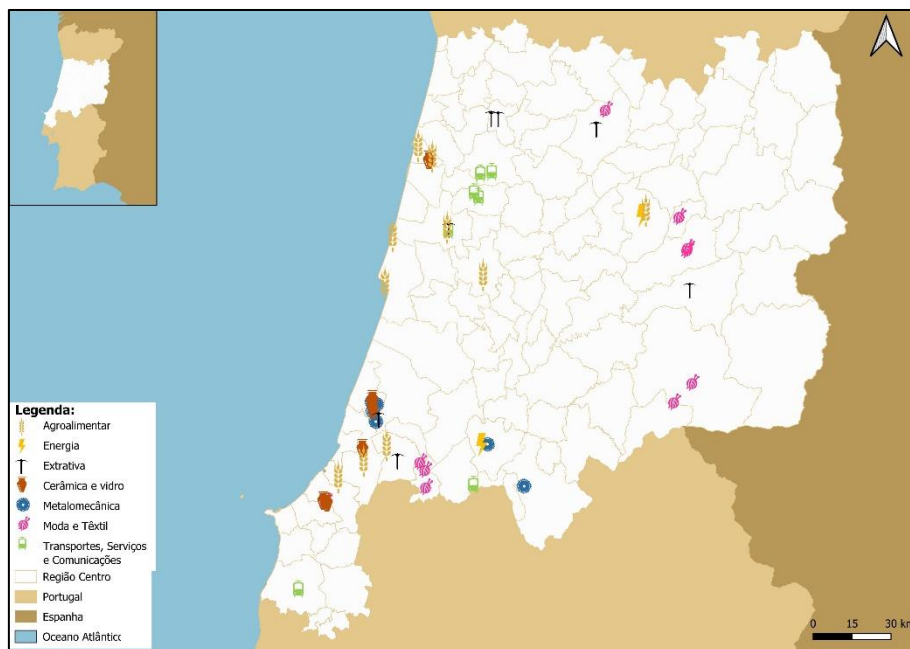 Legenda:
Agroalimentar
Energia
Extrativa
Cerâmica e vidro
Metalomecânica
Moda e Têxtil
Transportes, Serviços
e Comunicações
Região Centro
Portugal
Espanha
Oceano Atlântico
0 15 30 km